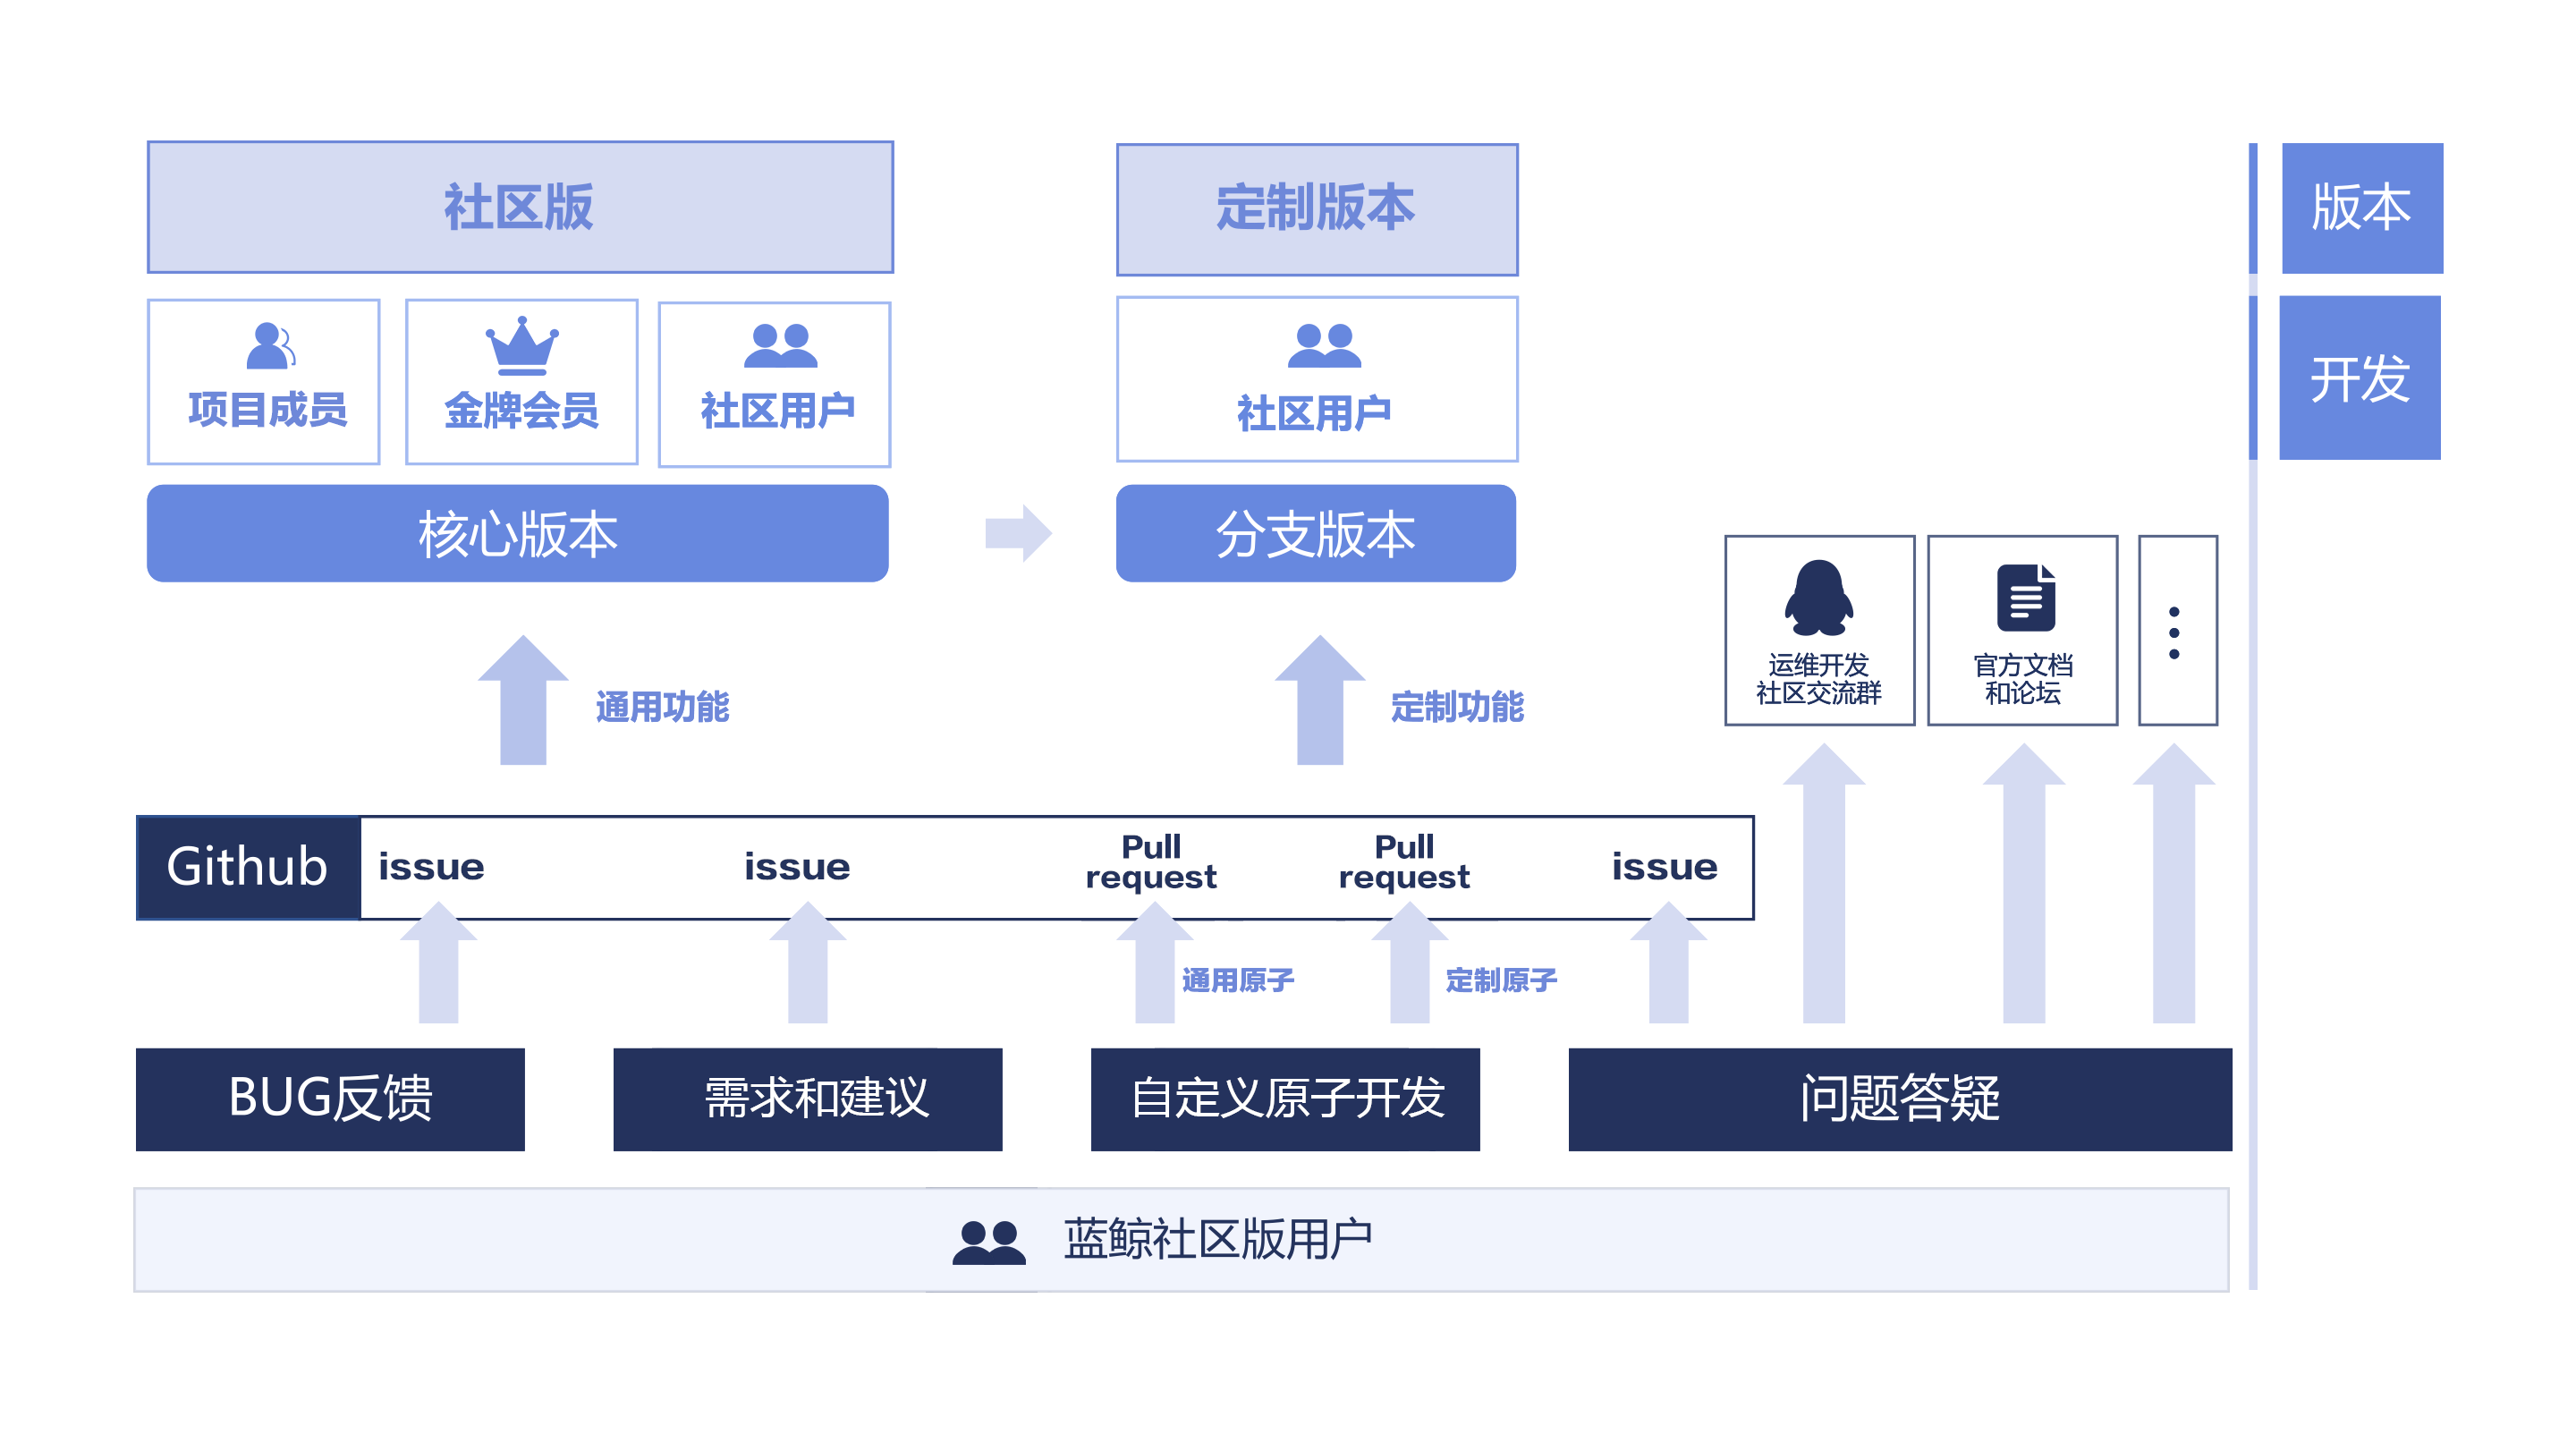 社区版
定制版本
版本
项目成员
金牌会员
社区用户
社区用户
开发
核心版本
分支版本
运维开发
社区交流群
官方文档
和论坛
通用功能
定制功能
Github
issue
issue
Pull
request
Pull
request
issue
通用原子
定制原子
BUG反馈
需求和建议
自定义原子开发
问题答疑
蓝鲸社区版用户